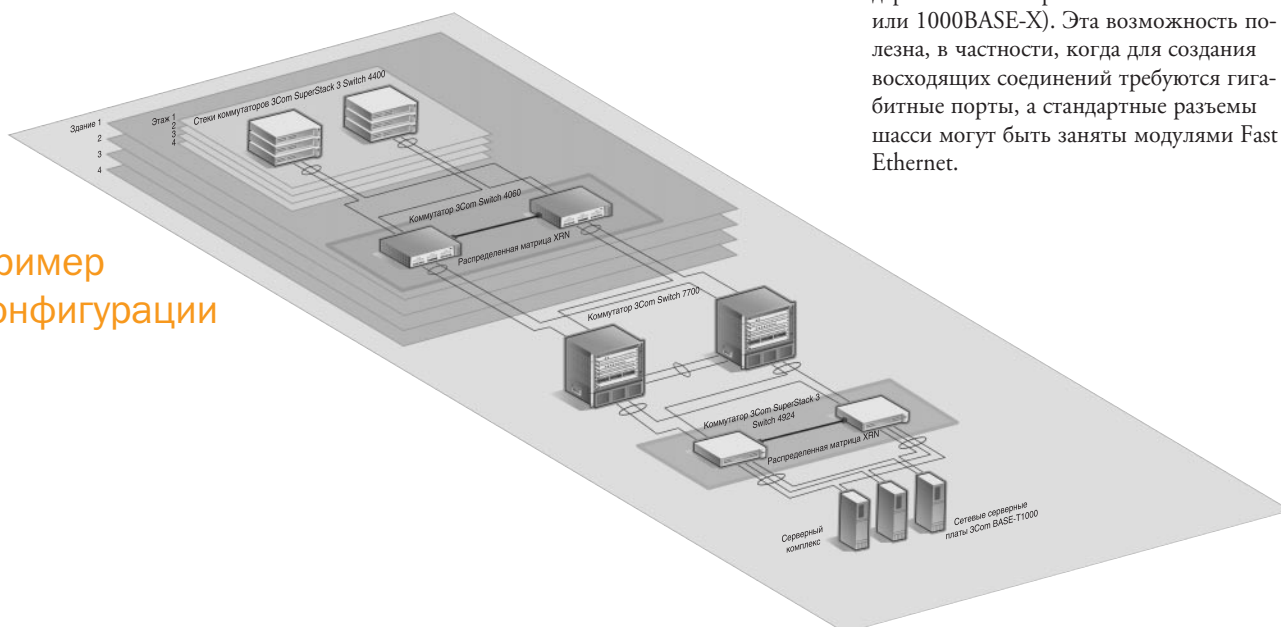 или 1000BASE-X). Эта возможность по-
лезна, в частности, когда для создания
восходящих соединений требуются гига-
битные порты, а стандартные разъемы
шасси могут быть заняты модулями Fast
Ethernet.
Здание 1
2
3
4
Этаж 1
2
3
4
Стеки коммутаторов 3Com SuperStack 3 Switch 4400
Коммутатор 3Com Switch 4060
Распределенная матрица XRN
ример
онфигурации
Коммутатор 3Com Switch 7700
Коммутатор 3Com SuperStack 3
Switch 4924
Распределенная матрица XRN
Серверный
комплекс
Сетевые серверные
платы 3Com BASE-T1000